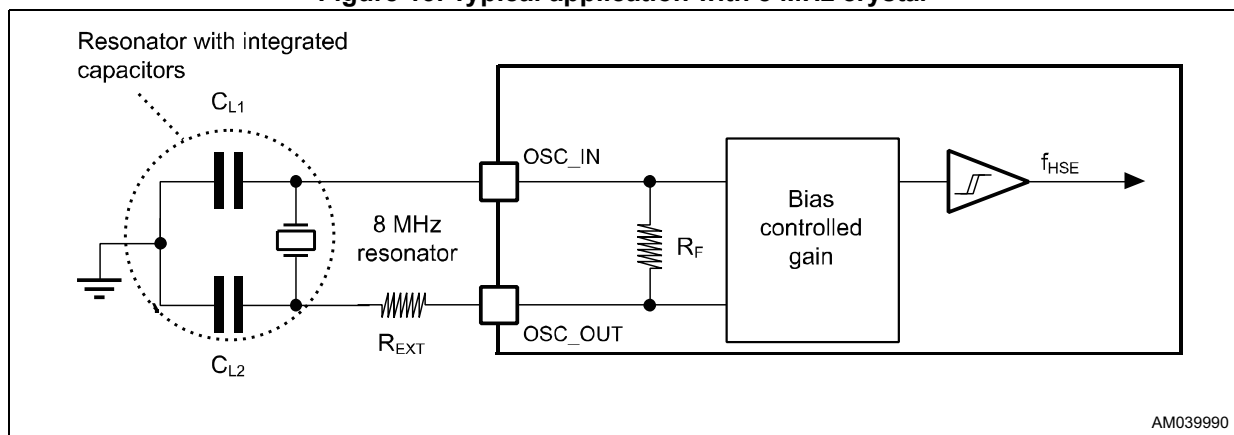 Resonator with integrated
capacitors
CL1
OSC_IN
fHSE
8 MHz
resonator
RF
Bias
controlled
gain
REXT
OSC_OUT
CL2
AM039990